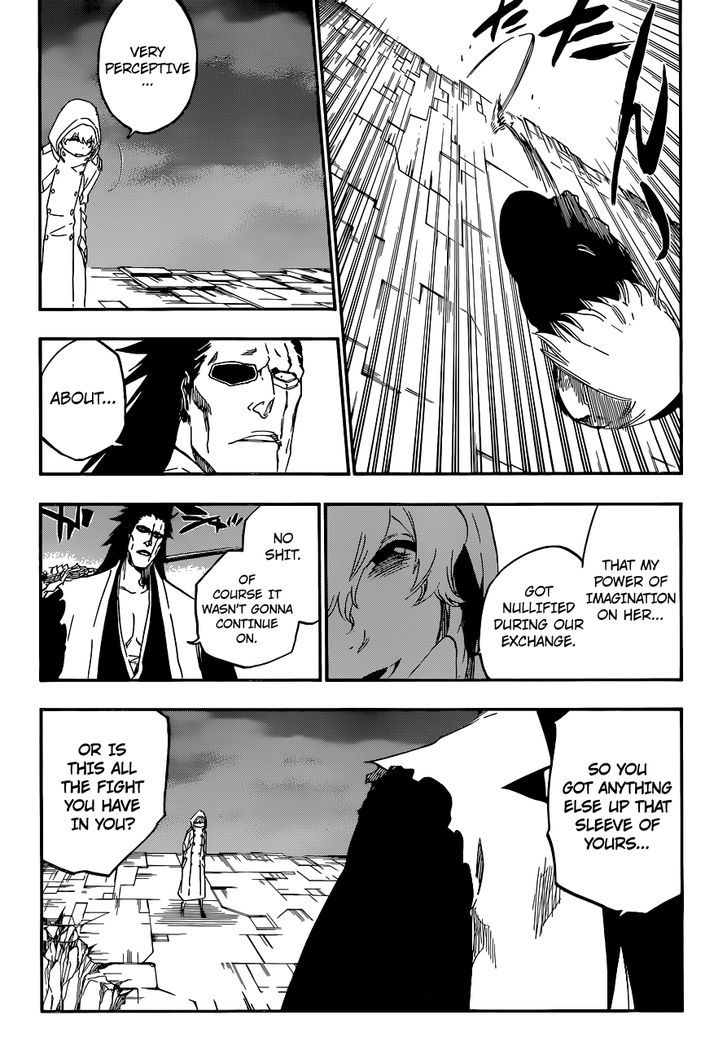 VERY
PERCEPTIVE
...
ABOUT...
THAT MY
POWER OF
IMAGINATION
ON HER...
GOT
NULLIFIED
DURING OUR
EXCHANGE.
NO
SHIT.
OF
COURSE IT
WASN'T GONNA
CONTINUE
ON.
SO YOU
GOT ANYTHING
ELSE UP THAT
SLEEVE OF
YOURS...
OR IS
THIS ALL
THE FIGHT
YOU HAVE
IN YOU?